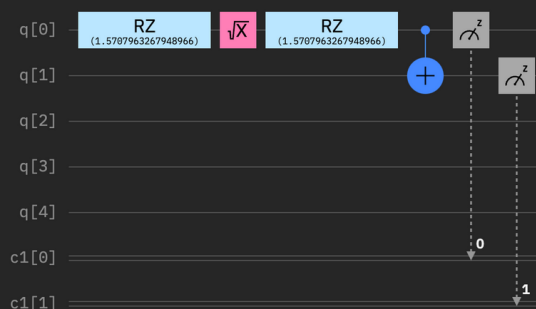 q[0] RZ √X RZ z
(1.5707963267948966) (1.5707963267948966)
q[1] + z
q[2]
q[3]
q[4]
c1[0] 0
c1[1] 1